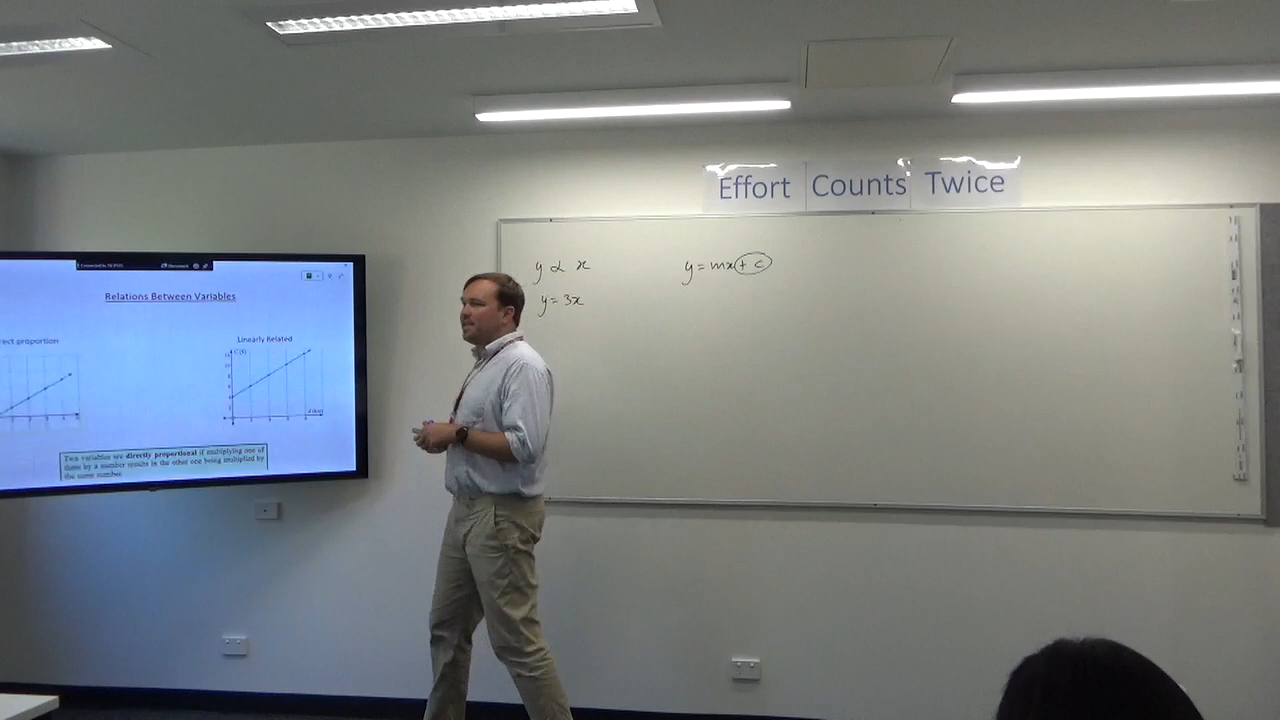 Effort Counts Twice
y ∝ x
y = mx + c
y = 3x
Relations Between Variables
rect proportion
Linearly Related
Two variables are directly proportional if multiplying one of
them by a number results in the other one being multiplied by
the same number.